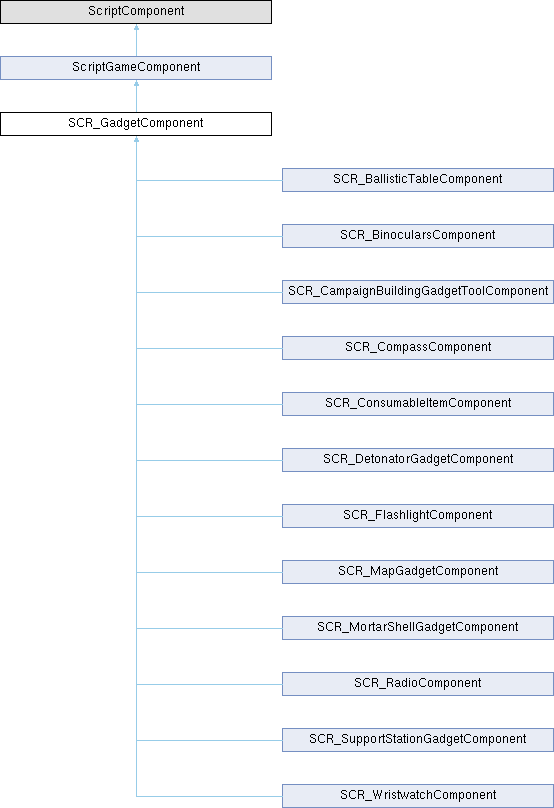 ScriptComponent
ScriptGameComponent
SCR_GadgetComponent
SCR_BallisticTableComponent
SCR_BinocularsComponent
SCR_CampaignBuildingGadgetToolComponent
SCR_CompassComponent
SCR_ConsumableItemComponent
SCR_DetonatorGadgetComponent
SCR_FlashlightComponent
SCR_MapGadgetComponent
SCR_MortarShellGadgetComponent
SCR_RadioComponent
SCR_SupportStationGadgetComponent
SCR_WristwatchComponent